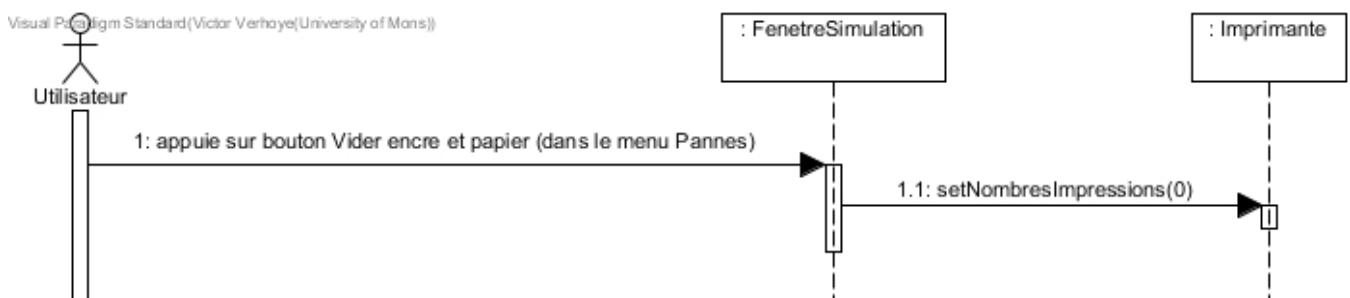 Visual Paradigm Standard(Victor Verhoye(University of Mons))
: FenetreSimulation
: Imprimante
Utilisateur
1: appuie sur bouton Vider encre et papier (dans le menu Pannes)
1.1: setNombresImpressions(0)